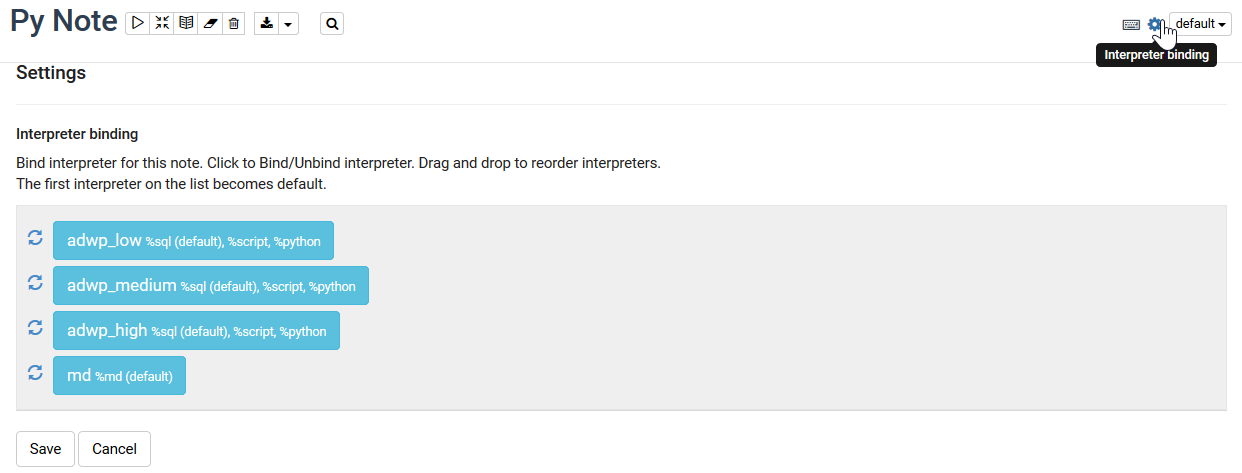 Py Note
default
Interpreter binding
Settings
Interpreter binding
Bind interpreter for this note. Click to Bind/Unbind interpreter. Drag and drop to reorder interpreters.
The first interpreter on the list becomes default.
adwp_low %sql (default), %script, %python
adwp_medium %sql (default), %script, %python
adwp_high %sql (default), %script, %python
md %md (default)
Save Cancel